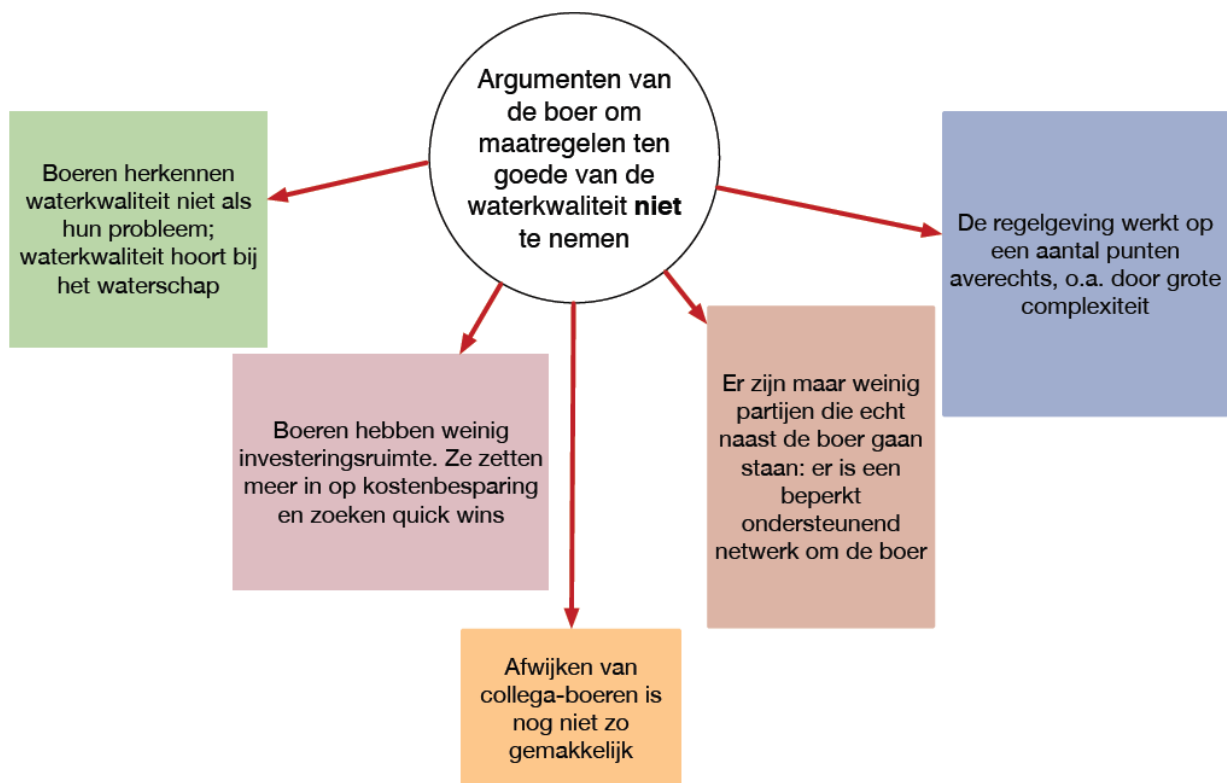 Argumenten van
de boer om
maatregelen ten
goede van de
waterkwaliteit niet
te nemen
Boeren herkennen
waterkwaliteit niet als
hun probleem;
waterkwaliteit hoort bij
het waterschap
Boeren hebben weinig
investeringsruimte. Ze zetten
meer in op kostenbesparing
en zoeken quick wins
Afwijken van
collega-boeren is
nog niet zo
gemakkelijk
Er zijn maar weinig
partijen die echt
naast de boer gaan
staan: er is een
beperkt
ondersteunend
netwerk om de boer
De regelgeving werkt op
een aantal punten
averechts, o.a. door grote
complexiteit